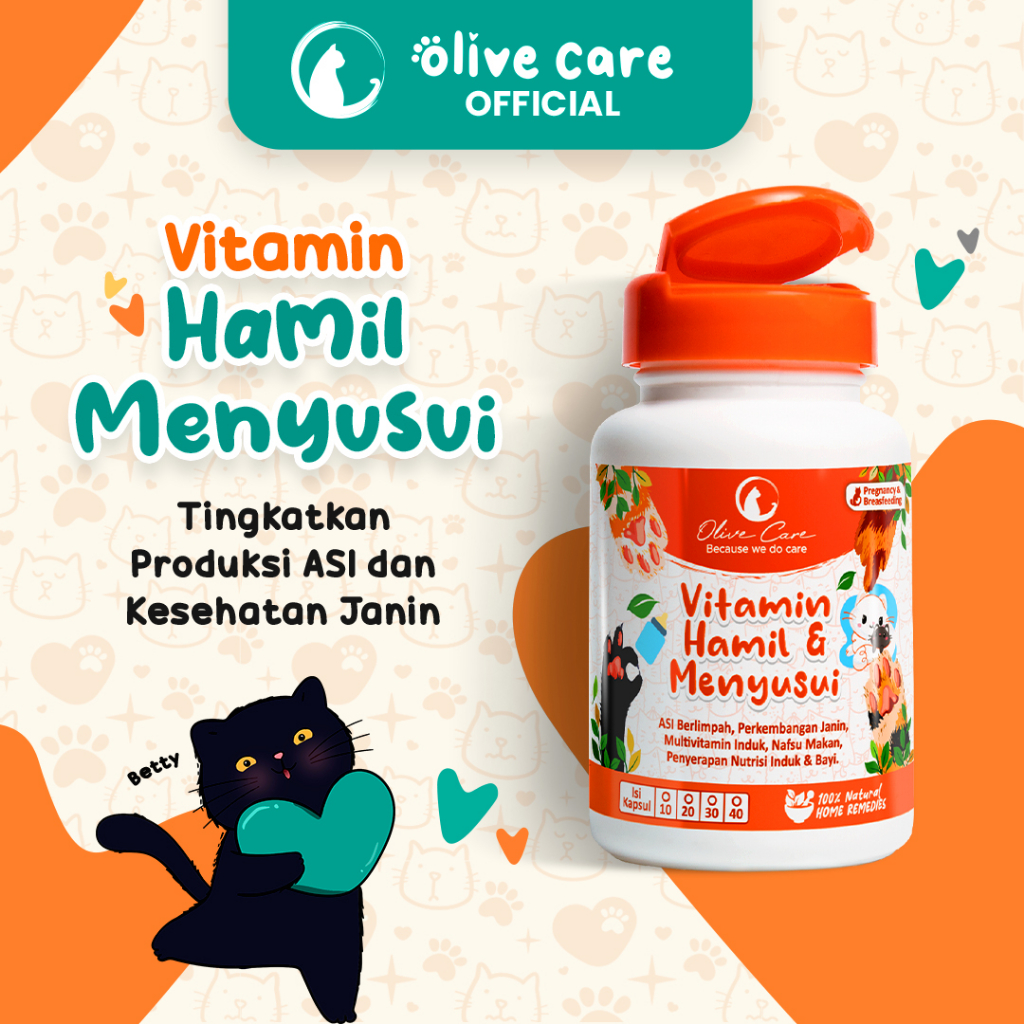 Olive Care
OFFICIAL
Vitamin
Hamil
Menyusui
Tingkatkan
Produksi ASI dan
Kesehatan Janin
Betty
Pregnancy &
Breasfeeding
Olive Care
Because we do care
Vitamin
Hamil &
Menyusui
ASI Berlimpah, Perkembangan Janin,
Multivitamin Induk, Nafsu Makan,
Penyerapan Nutrisi Induk & Bayi.
Isi
Kapsul
10 20 30 40
100% Natural
HOME REMEDIES